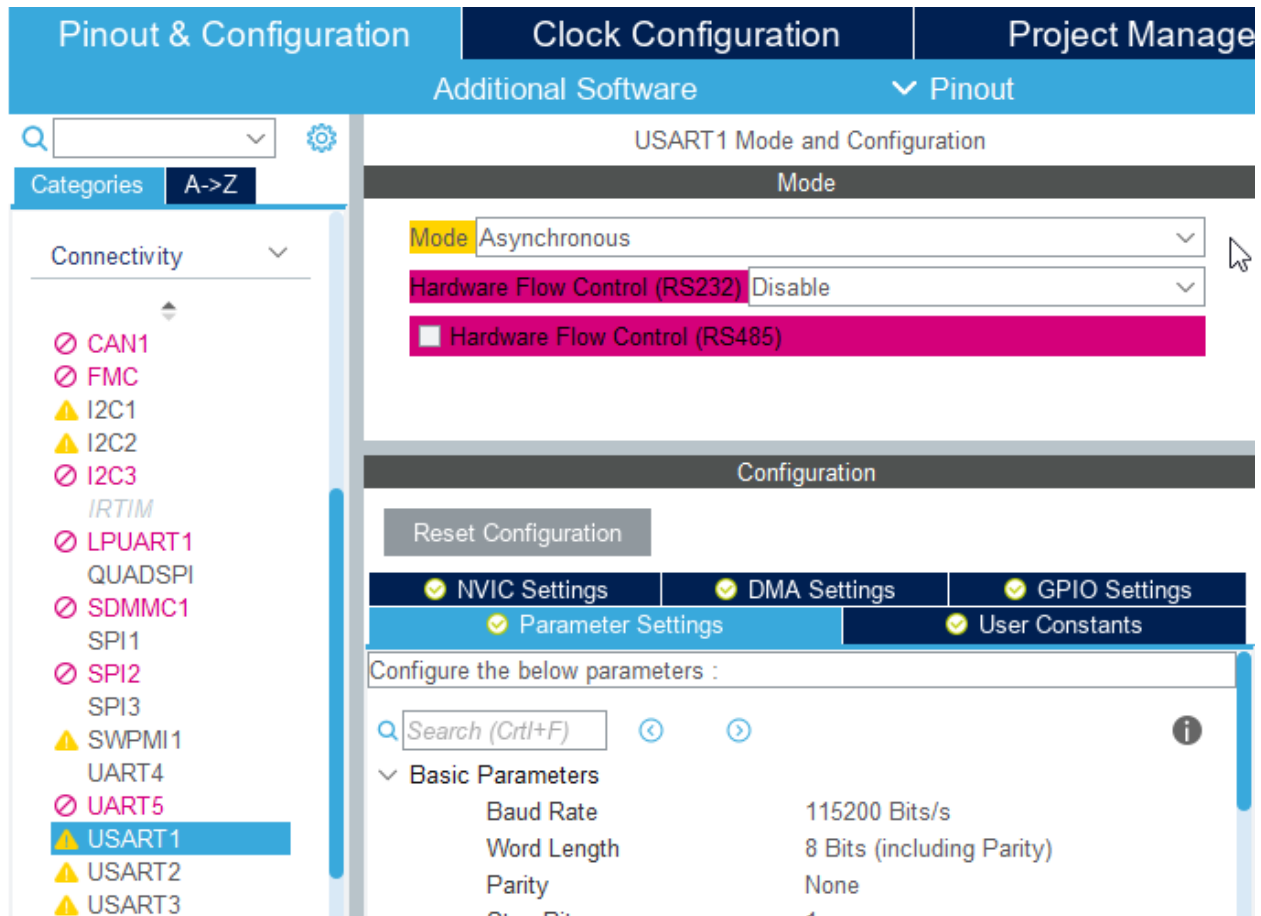 Pinout & Configuration
Clock Configuration
Project Manage
Additional Software
Pinout
Categories
A->Z
Connectivity
CAN1
FMC
I2C1
I2C2
I2C3
IRTIM
LPUART1
QUADSPI
SDMMC1
SPI1
SPI2
SPI3
SWPMI1
UART4
UART5
USART1
USART2
USART3
USART1 Mode and Configuration
Mode
Mode Asynchronous
Hardware Flow Control (RS232) Disable
Hardware Flow Control (RS485)
Configuration
Reset Configuration
NVIC Settings
DMA Settings
GPIO Settings
Parameter Settings
User Constants
Configure the below parameters :
Search (Crtl+F)
Basic Parameters
Baud Rate 115200 Bits/s
Word Length 8 Bits (including Parity)
Parity None